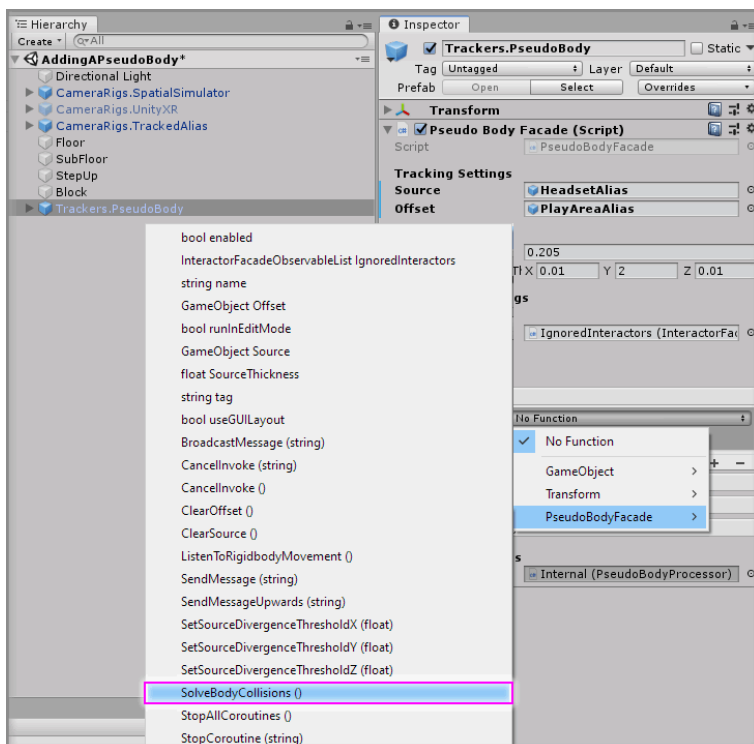 Hierarchy
Create
All
AddingAPseudoBody*
Directional Light
CameraRigs.SpatialSimulator
CameraRigs.UnityXR
CameraRigs.TrackedAlias
Floor
SubFloor
StepUp
Block
Trackers.PseudoBody
Inspector
Trackers.PseudoBody Static
Tag Untagged Layer Default
Prefab Open Select Overrides
Transform
Pseudo Body Facade (Script)
Script PseudoBodyFacade
Tracking Settings
Source HeadsetAlias
Offset PlayAreaAlias
0.205
X 0.01 Y 2 Z 0.01
gs
IgnoredInteractors (InteractorFac
No Function
No Function
GameObject
Transform
PseudoBodyFacade
s
Internal (PseudoBodyProcessor)
bool enabled
InteractorFacadeObservableList IgnoredInteractors
string name
GameObject Offset
bool runInEditMode
GameObject Source
float SourceThickness
string tag
bool useGUILayout
BroadcastMessage (string)
CancelInvoke (string)
CancelInvoke ()
ClearOffset ()
ClearSource ()
ListenToRigidbodyMovement ()
SendMessage (string)
SendMessageUpwards (string)
SetSourceDivergenceThresholdX (float)
SetSourceDivergenceThresholdY (float)
SetSourceDivergenceThresholdZ (float)
SolveBodyCollisions ()
StopAllCoroutines ()
StopCoroutine (string)